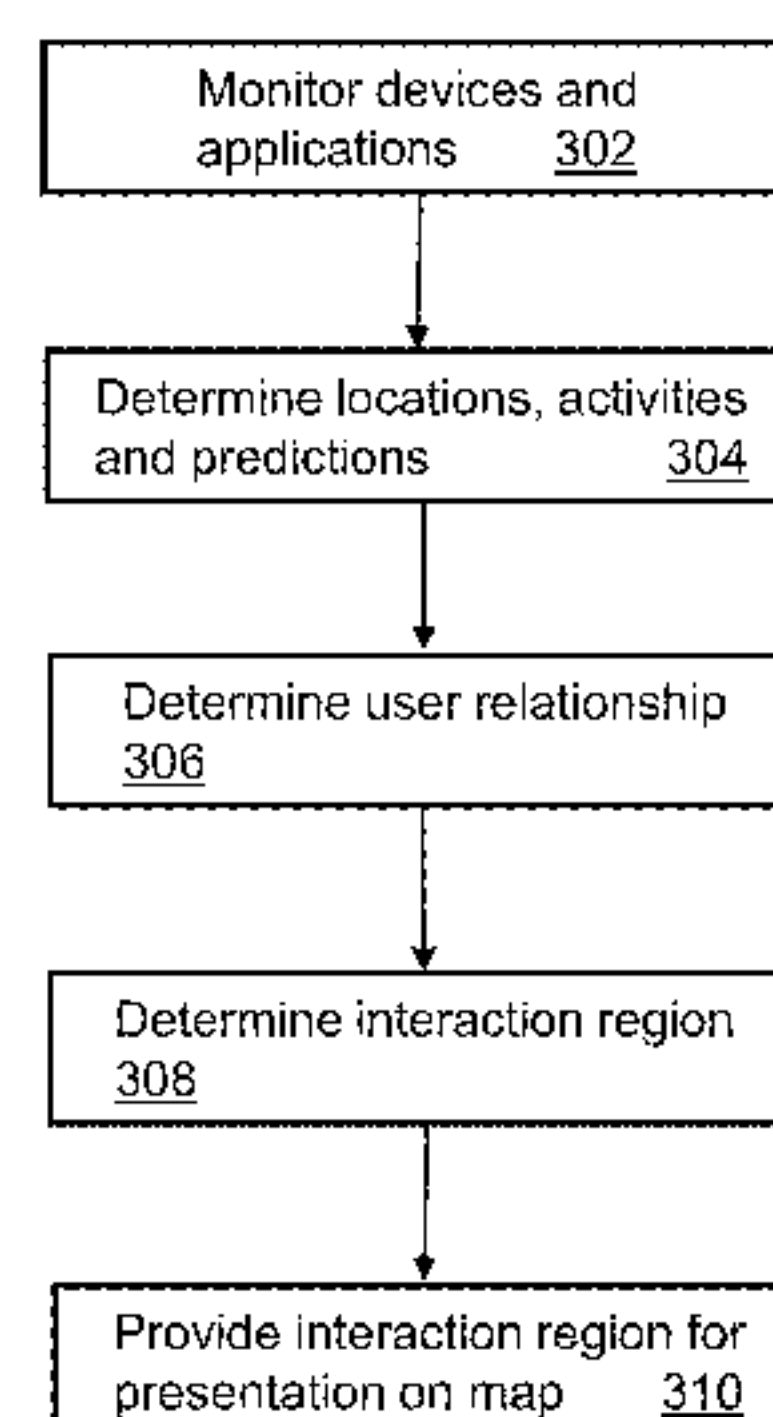 Monitor devices and
applications 302
Determine locations, activities
and predictions 304
Determine user relationship
306
Determine interaction region
308
Provide interaction region for
presentation on map 310